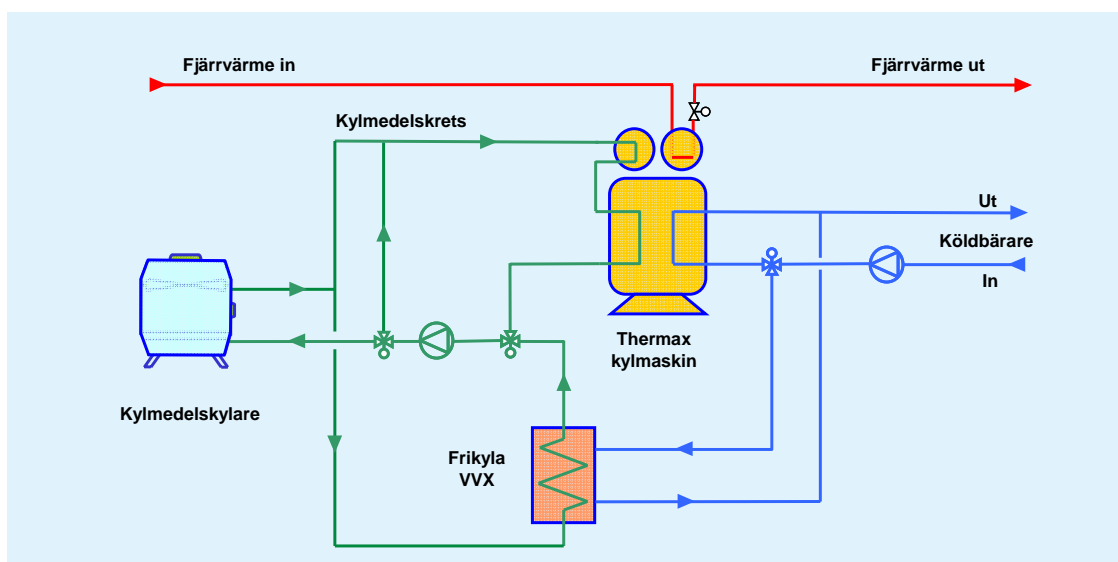 Fjärrvärme in
Fjärrvärme ut
Kylmedelskrets
Ut
Köldbärare
In
Thermax
kylmaskin
Kylmedelskylare
Frikyla
VVX